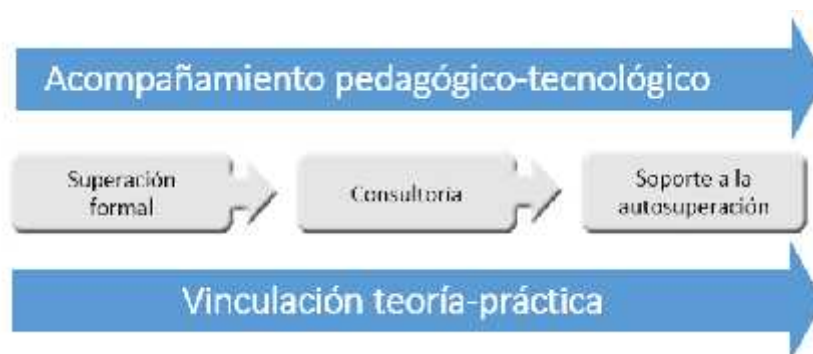 Acompañamiento pedagógico-tecnológico
Superación
formal
Consultoría
Soporte a la
autosuperación
Vinculación teoría-práctica